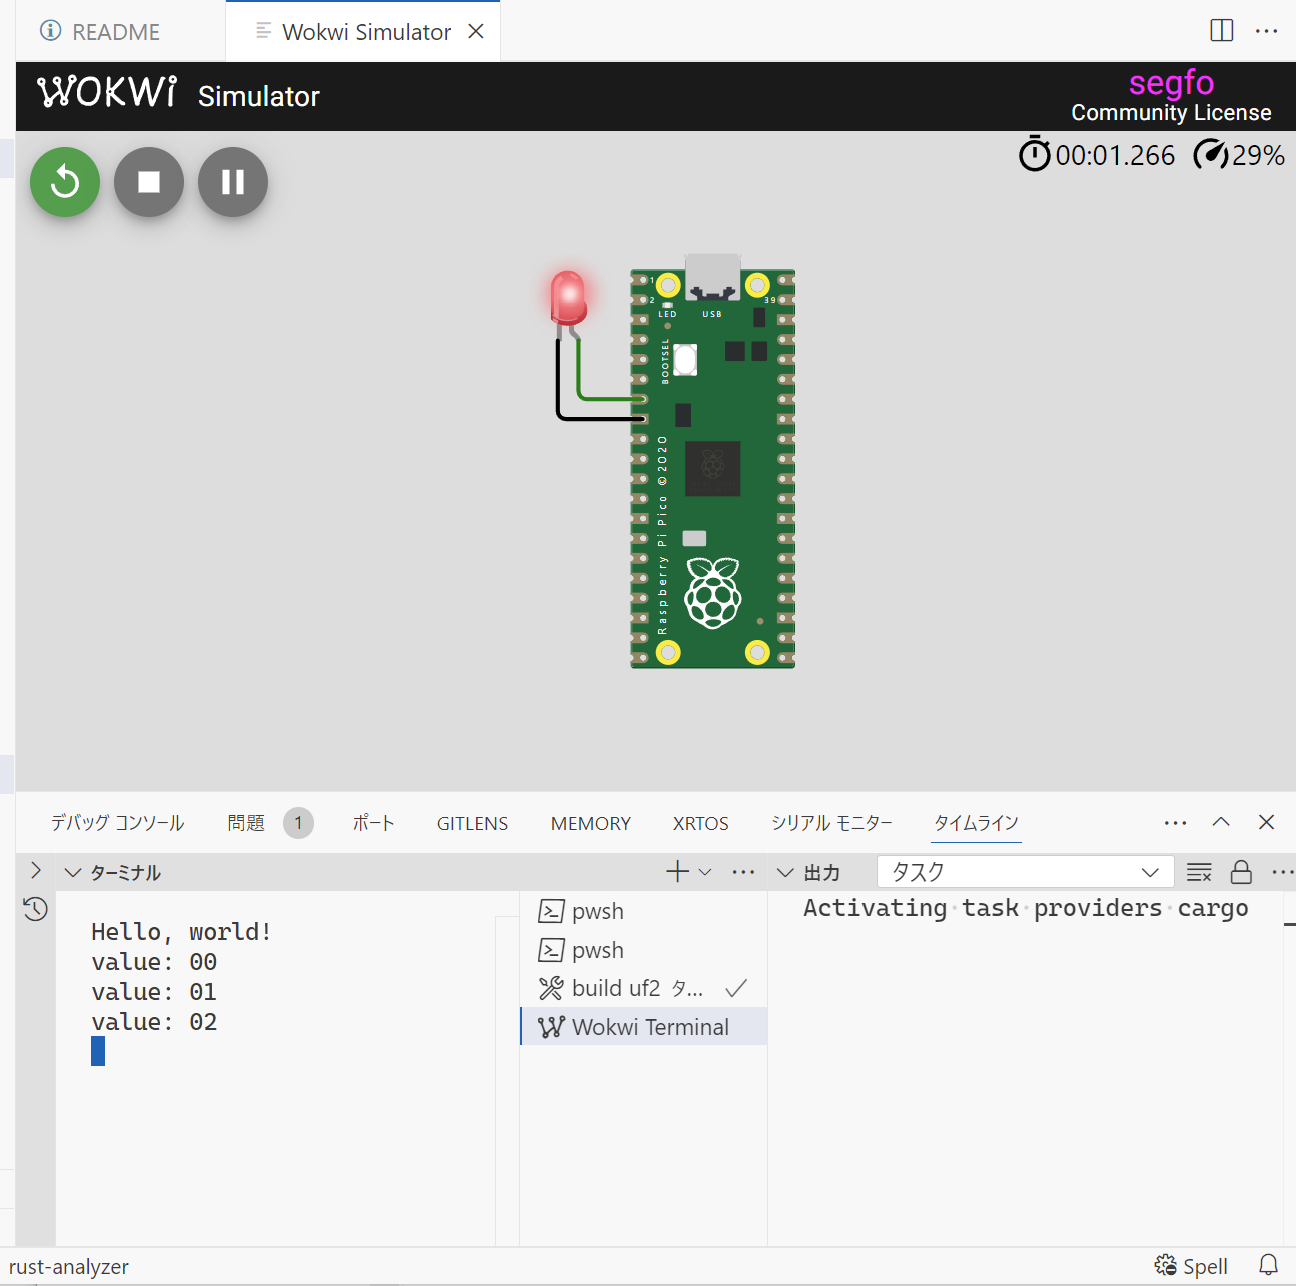 README
Wokwi Simulator
WOKWi Simulator
segfo
Community License
00:01.266 29%
1
2
39
LED
USB
BOOTSEL
Raspberry Pi Pico ©2020
デバッグ コンソール 問題 1 ポート GITLENS MEMORY XRTOS シリアル モニター タイムライン
ターミナル
出力
タスク
Hello, world!
value: 00
value: 01
value: 02
pwsh
pwsh
build uf2 タ...
Wokwi Terminal
Activating task providers cargo
rust-analyzer
Spell